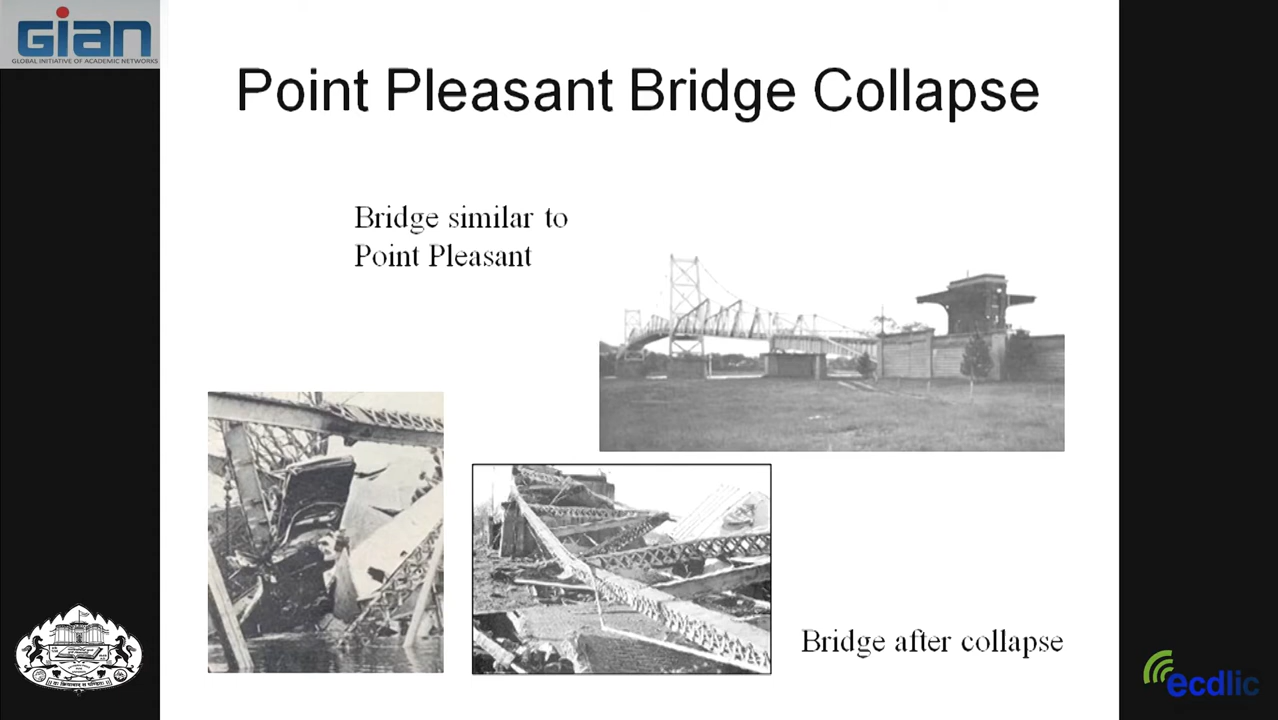 GIAN
GLOBAL INITIATIVE OF ACADEMIC NETWORKS
Point Pleasant Bridge Collapse
Bridge similar to
Point Pleasant
Bridge after collapse
ecdlic